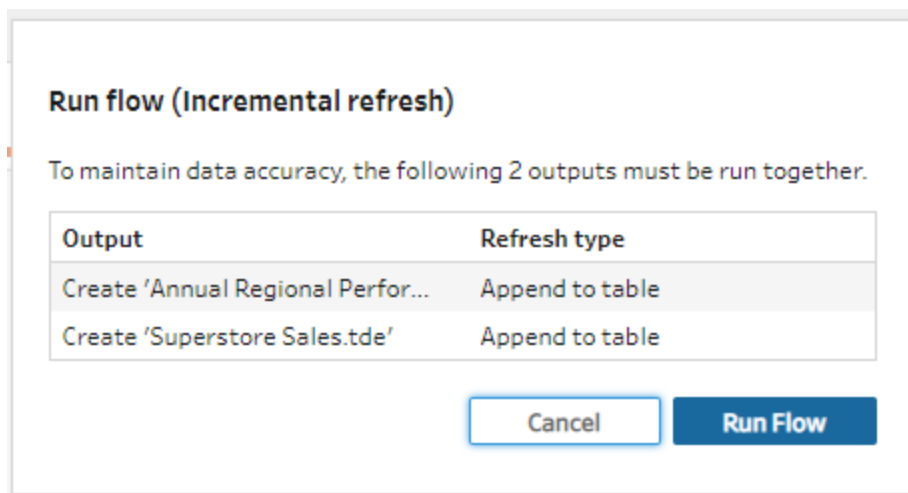 Run flow (Incremental refresh)
To maintain data accuracy, the following 2 outputs must be run together.
Output Refresh type
Create 'Annual Regional Perfor... Append to table
Create 'Superstore Sales.tde' Append to table
Cancel Run Flow